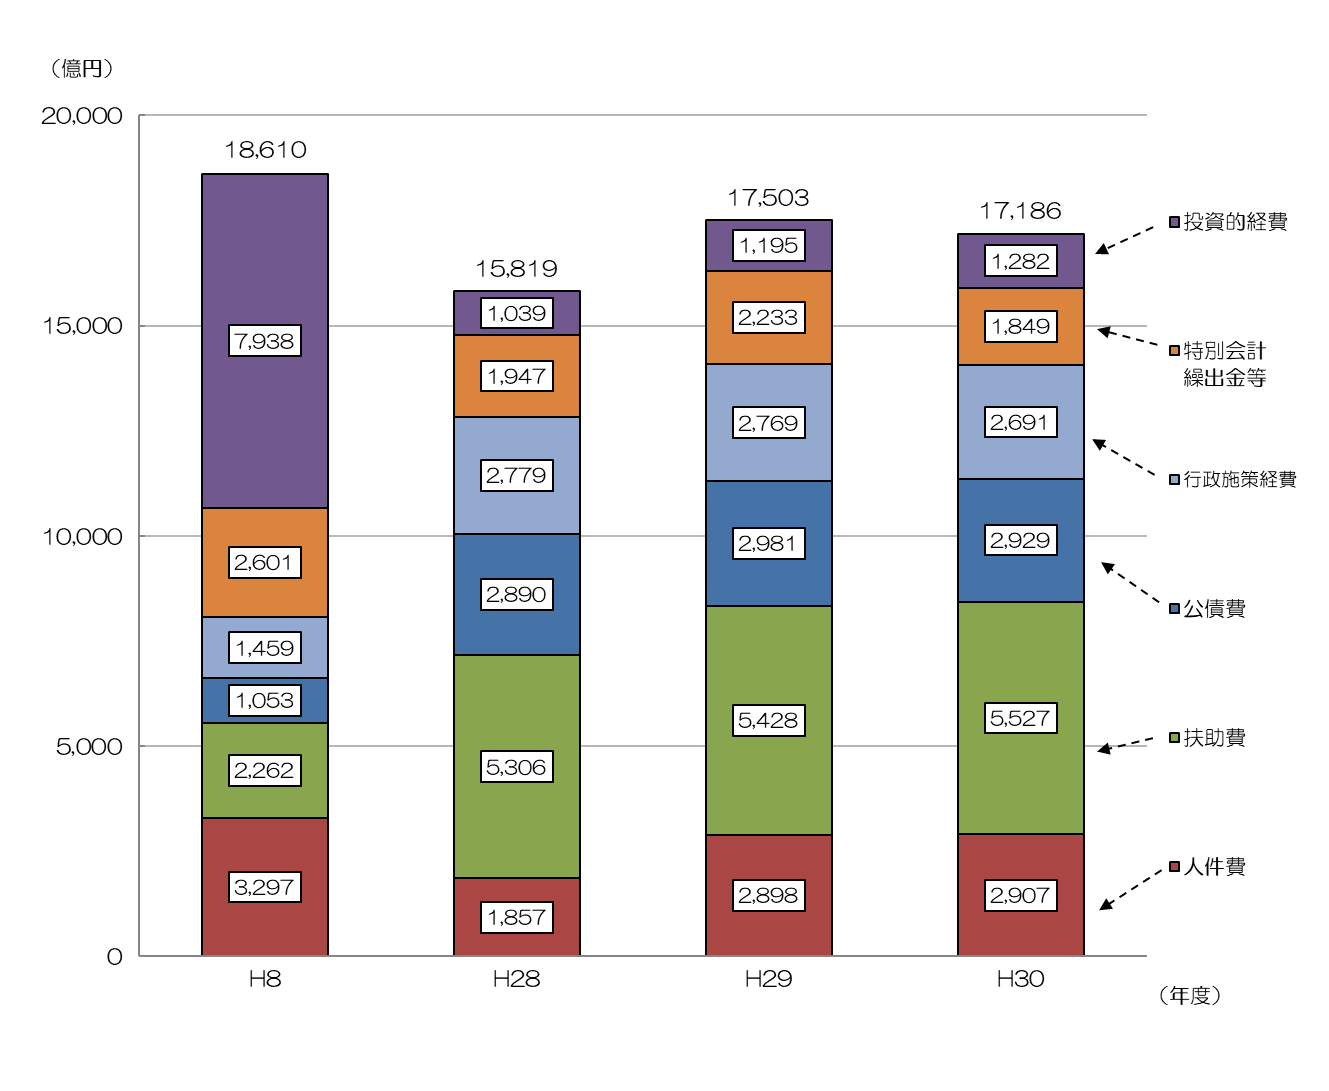 （億円）
20,000
15,000
10,000
5,000
0
18,610
7,938
2,601
1,459
1,053
2,262
3,297
H8
15,819
1,039
1,947
2,779
2,890
5,306
1,857
H28
17,503
1,195
2,233
2,769
2,981
5,428
2,898
H29
17,186
1,282
1,849
2,691
2,929
5,527
2,907
H30
（年度）
投資的経費
特別会計
繰出金等
行政施策経費
公債費
扶助費
人件費